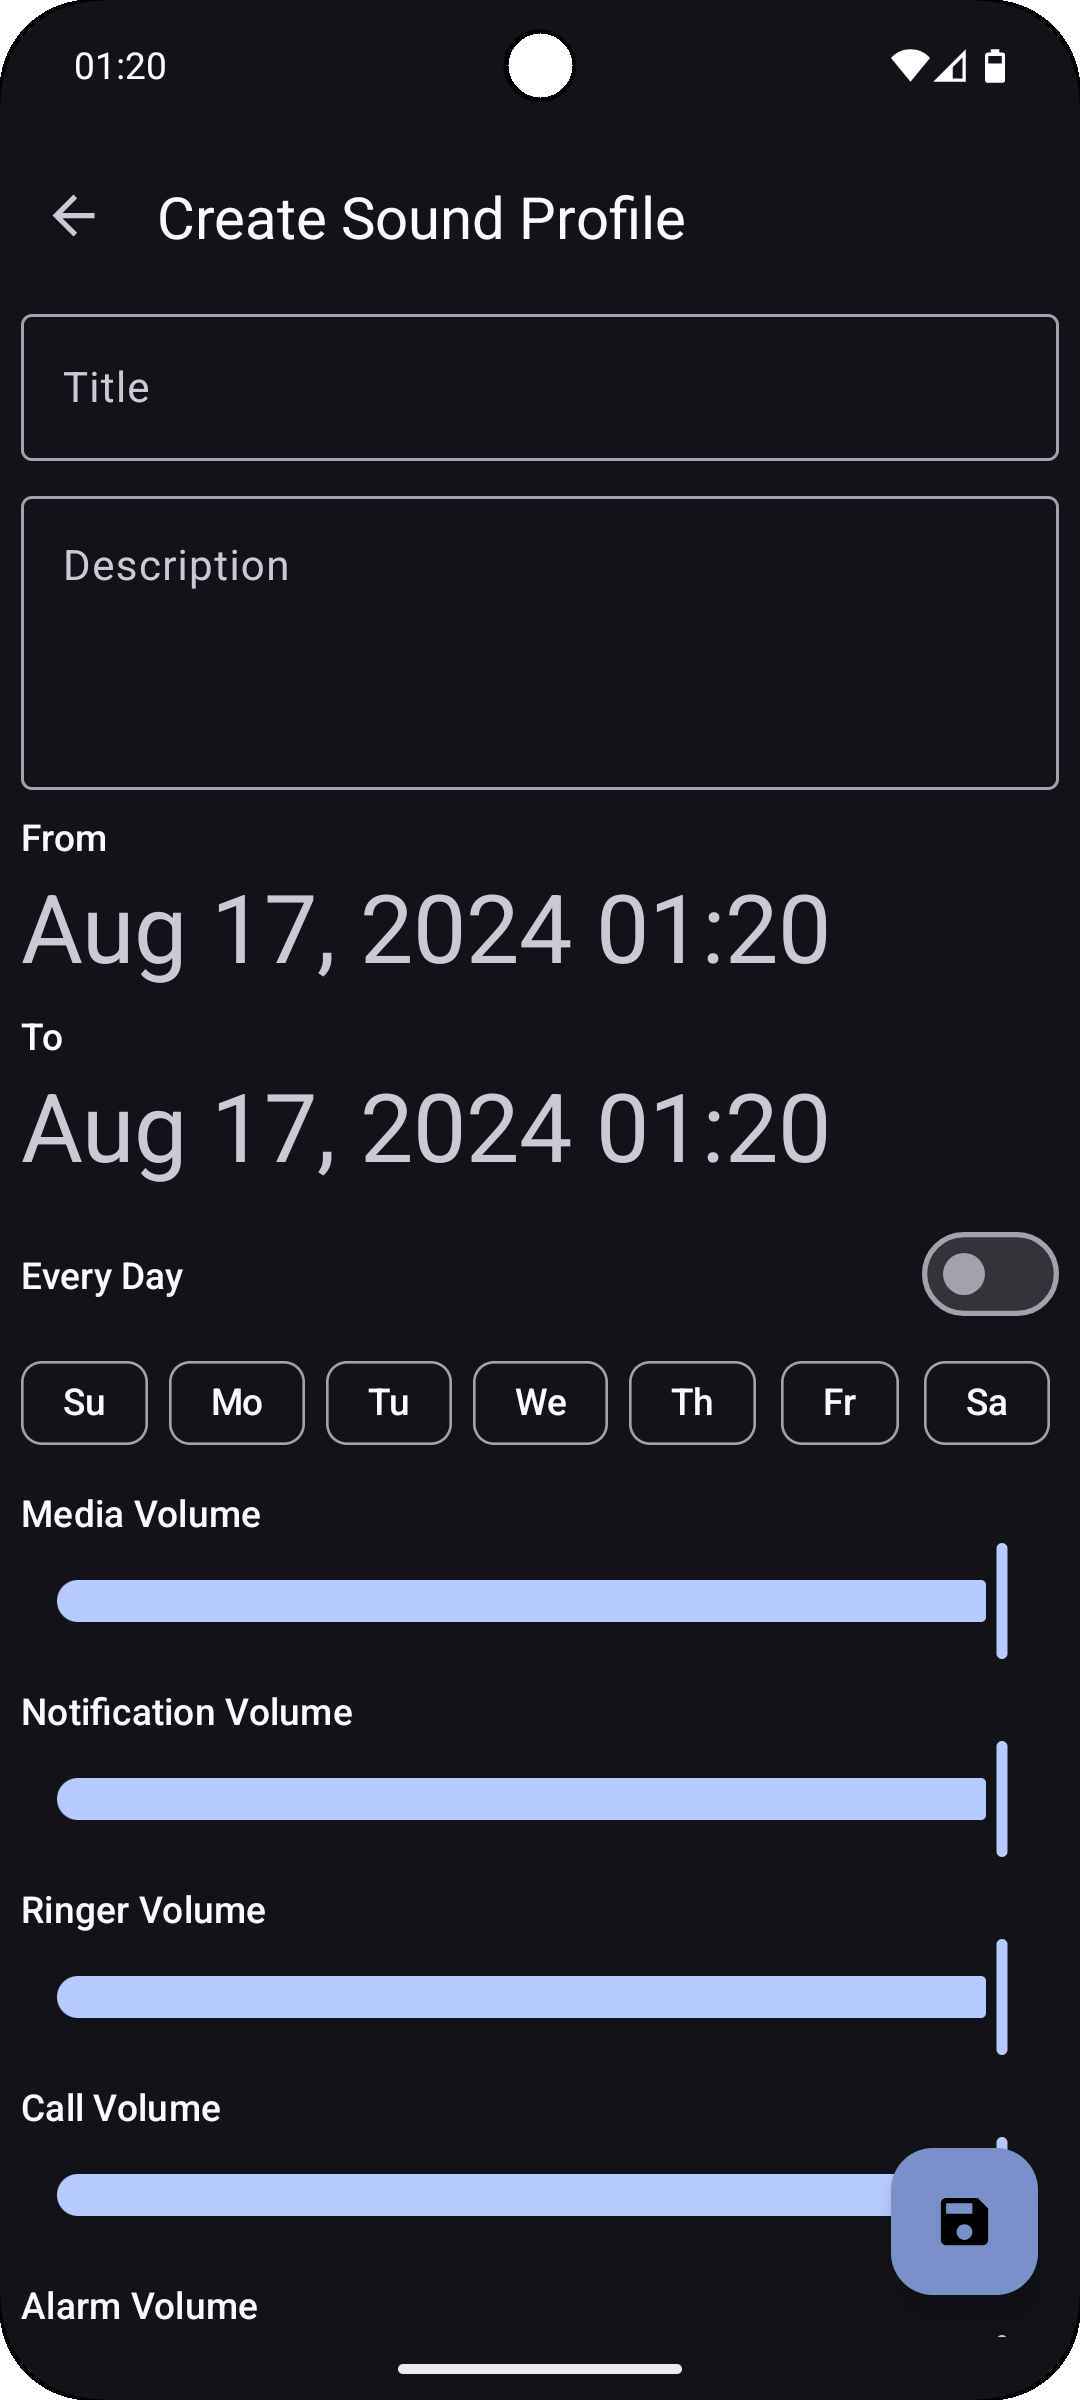 01:20
Create Sound Profile
Title
Description
From
Aug 17, 2024 01:20
To
Aug 17, 2024 01:20
Every Day
Su Mo Tu We Th Fr Sa
Media Volume
Notification Volume
Ringer Volume
Call Volume
Alarm Volume